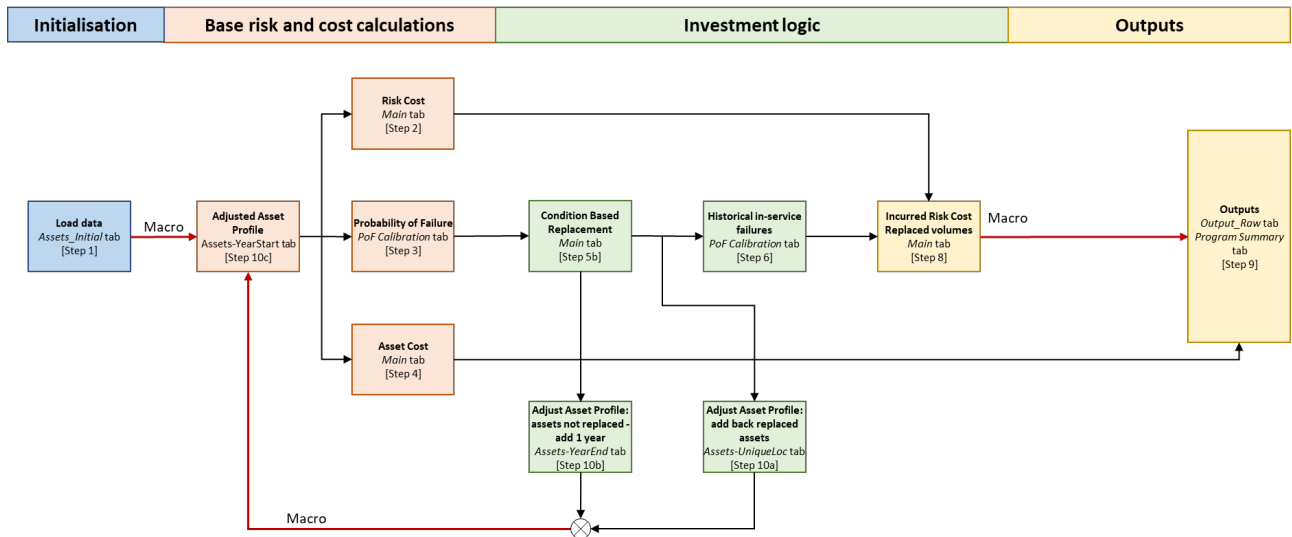 Initialisation
Base risk and cost calculations
Investment logic
Outputs
Risk Cost
Main tab
[Step 2]
Load data
Assets_Initial tab
[Step 1]
Macro
Adjusted Asset
Profile
Assets-YearStart tab
[Step 10c]
Probability of Failure
PoF Calibration tab
[Step 3]
Condition Based
Replacement
Main tab
[Step 5b]
Historical in-service
failures
PoF Calibration tab
[Step 6]
Incurred Risk Cost
Replaced volumes
Main tab
[Step 8]
Macro
Outputs
Output_Raw tab
Program Summary
tab
[Step 9]
Asset Cost
Main tab
[Step 4]
Adjust Asset Profile:
assets not replaced -
add 1 year
Assets-YearEnd tab
[Step 10b]
Adjust Asset Profile:
add back replaced
assets
Assets-UniqueLoc tab
[Step 10a]
Macro